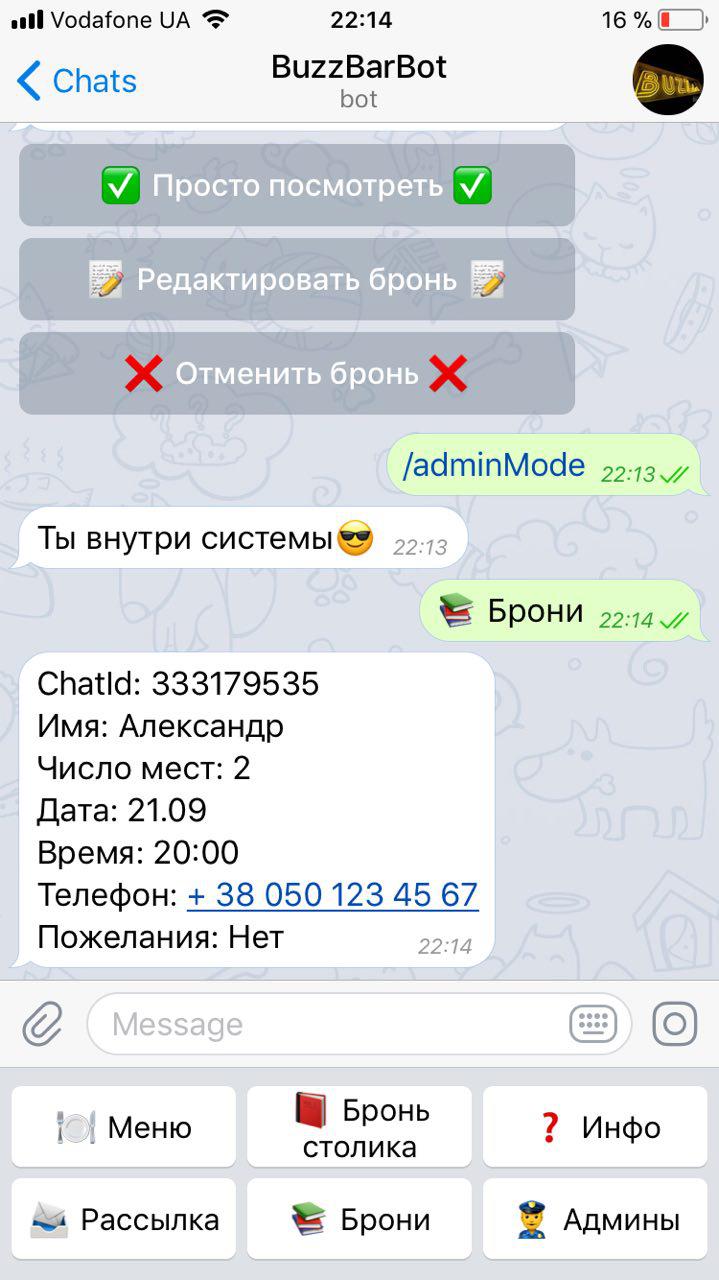 Vodafone UA 22:14 16 %
Chats BuzzBarBot
bot
BUZZ
✅ Просто посмотреть ✅
📝 Редактировать бронь 📝
❌ Отменить бронь ❌
/adminMode 22:13
Ты внутри системы😎 22:13
📚 Брони 22:14
ChatId: 333179535
Имя: Александр
Число мест: 2
Дата: 21.09
Время: 20:00
Телефон: + 38 050 123 45 67
Пожелания: Нет 22:14
Message
🍽 Меню
📕 Бронь
столика
❓ Инфо
📨 Рассылка
📚 Брони
👮 Админы